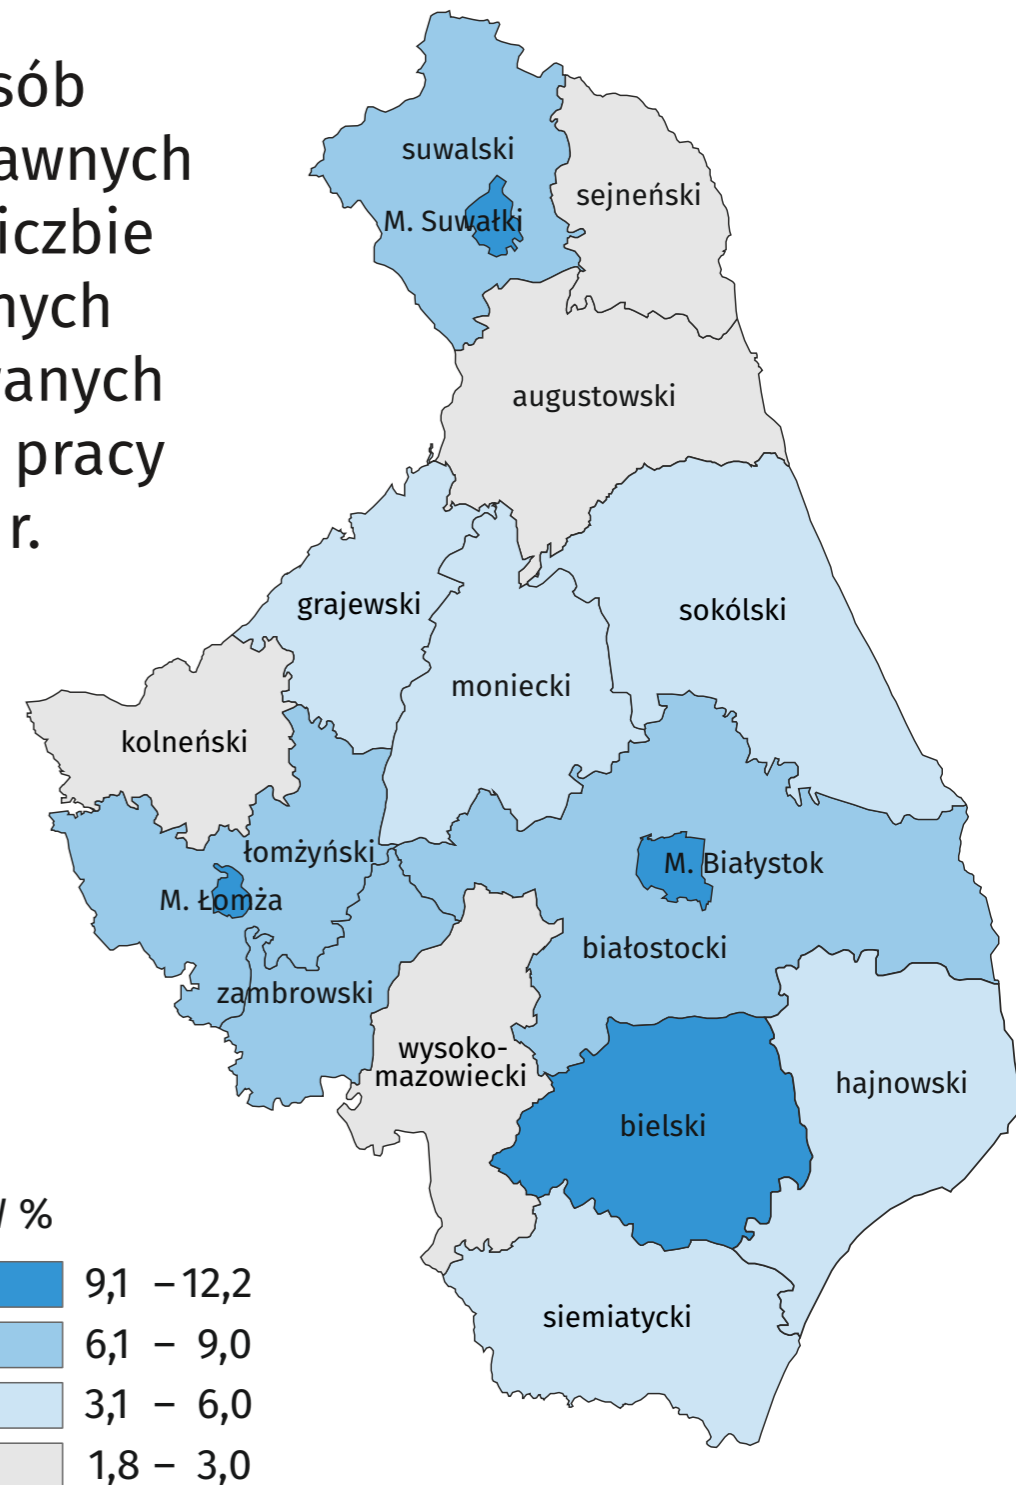 sób
awnych
iczbie
nych
anych
pracy
r.
suwalski
M. Suwałki
sejneński
augustowski
grajewski
sokólski
moniecki
kolneński
łomżyński
M. Łomża
M. Białystok
białostocki
zambrowski
wysoko-
mazowiecki
hajnowski
bielski
siemiatycki
%
9,1 – 12,2
6,1 – 9,0
3,1 – 6,0
1,8 – 3,0